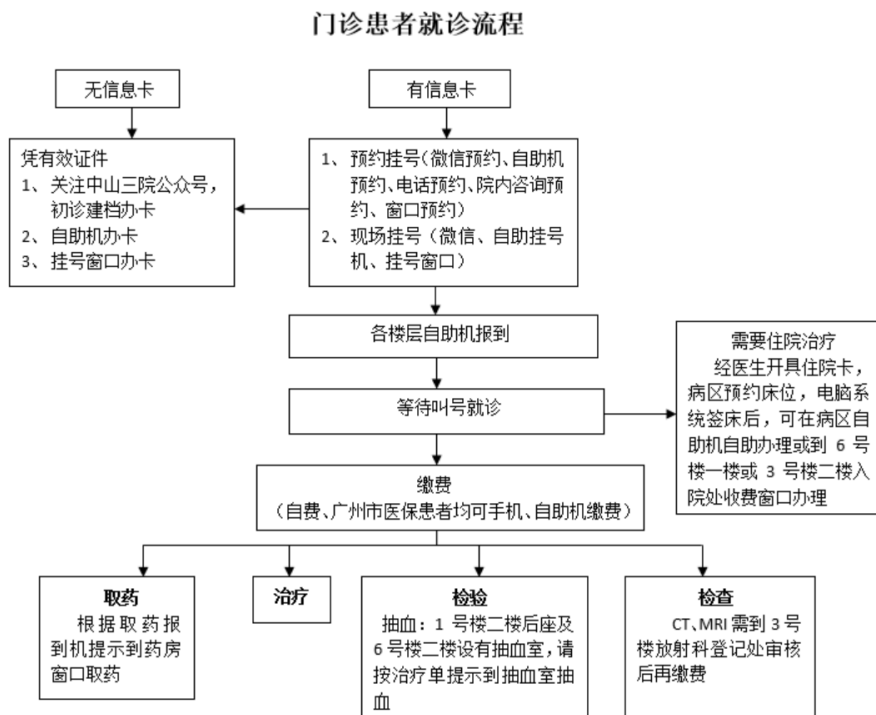 门诊患者就诊流程
无信息卡
有信息卡
凭有效证件
1、关注中山三院公众号，
初诊建档办卡
2、自助机办卡
3、挂号窗口办卡
1、预约挂号（微信预约、自助机
预约、电话预约、院内咨询预
约、窗口预约）
2、现场挂号（微信、自助挂号
机、挂号窗口）
各楼层自助机报到
等待叫号就诊
需要住院治疗
经医生开具住院卡，
病区预约床位，电脑系
统签床后，可在病区自
助机自助办理或到 6 号
楼一楼或 3 号楼二楼入
院处收费窗口办理
缴费
（自费、广州市医保患者均可手机、自助机缴费）
取药
根据取药报
到机提示到药房
窗口取药
治疗
检验
抽血：1 号楼二楼后座及
6 号楼二楼设有抽血室，请
按治疗单提示到抽血室抽
血
检查
CT、MRI 需到 3 号
楼放射科登记处审核
后再缴费